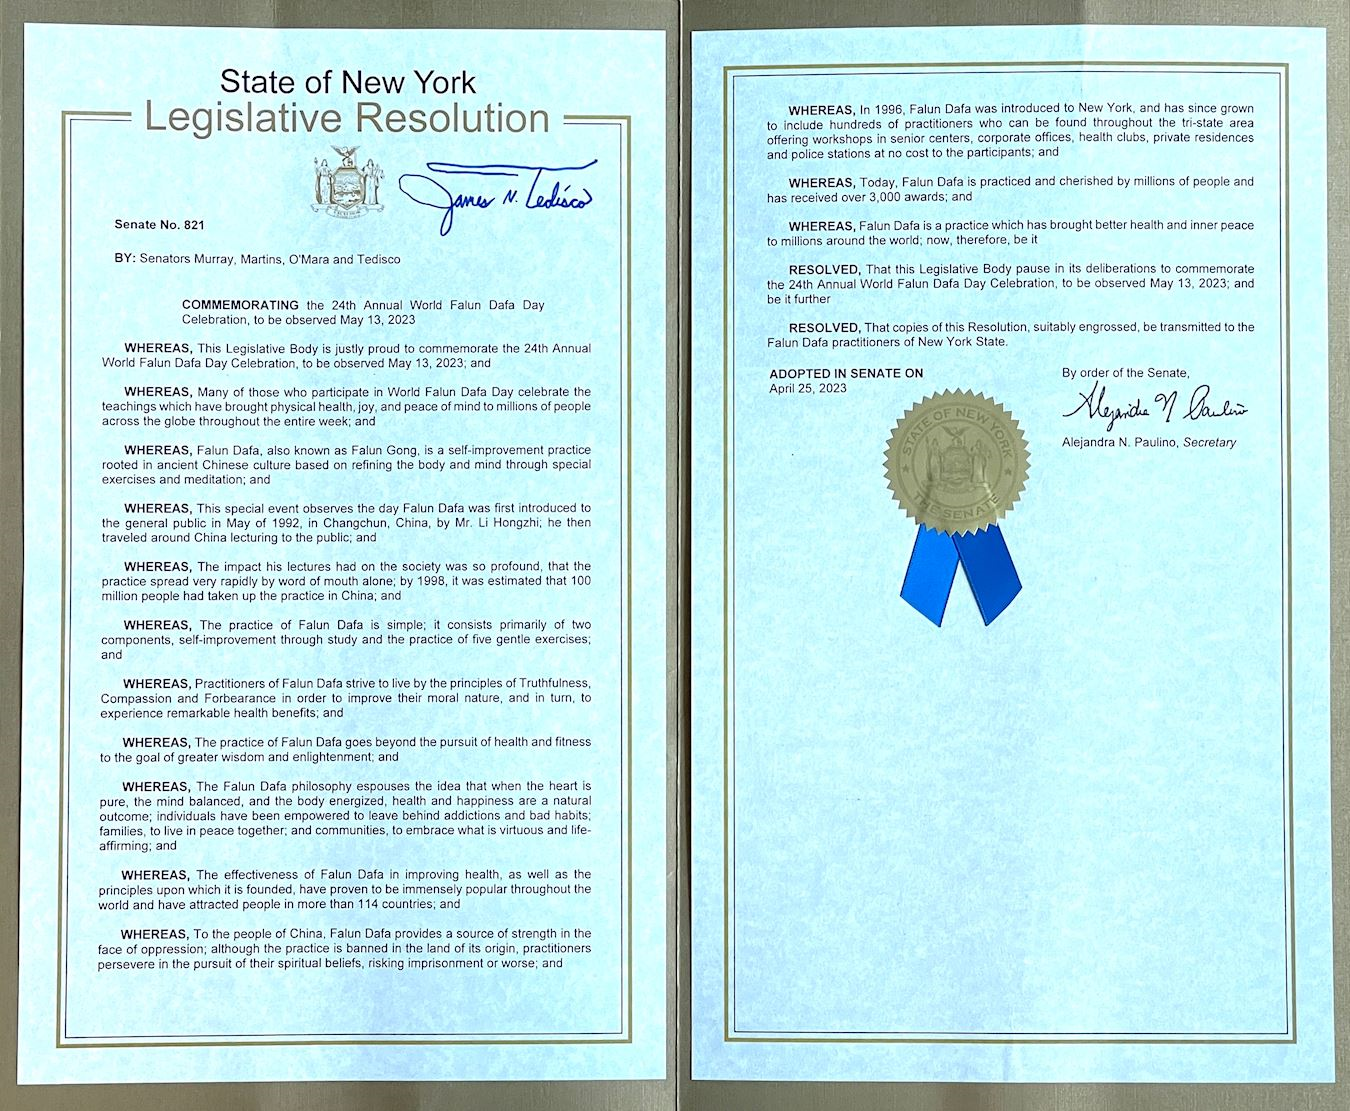 State of New York
Legislative Resolution
James N. Tedisco
Senate No. 821
BY: Senators Murray, Martins, O'Mara and Tedisco
COMMEMORATING the 24th Annual World Falun Dafa Day
Celebration, to be observed May 13, 2023
WHEREAS, This Legislative Body is justly proud to commemorate the 24th Annual
World Falun Dafa Day Celebration, to be observed May 13, 2023; and
WHEREAS, Many of those who participate in World Falun Dafa Day celebrate the
teachings which have brought physical health, joy, and peace of mind to millions of people
across the globe throughout the entire week; and
WHEREAS, Falun Dafa, also known as Falun Gong, is a self-improvement practice
rooted in ancient Chinese culture based on refining the body and mind through special
exercises and meditation; and
WHEREAS, This special event observes the day Falun Dafa was first introduced to
the general public in May of 1992, in Changchun, China, by Mr. Li Hongzhi; he then
traveled around China lecturing to the public; and
WHEREAS, The impact his lectures had on the society was so profound, that the
practice spread very rapidly by word of mouth alone; by 1998, it was estimated that 100
million people had taken up the practice in China; and
WHEREAS, The practice of Falun Dafa is simple; it consists primarily of two
components, self-improvement through study and the practice of five gentle exercises;
and
WHEREAS, Practitioners of Falun Dafa strive to live by the principles of Truthfulness,
Compassion and Forbearance in order to improve their moral nature, and in turn, to
experience remarkable health benefits; and
WHEREAS, The practice of Falun Dafa goes beyond the pursuit of health and fitness
to the goal of greater wisdom and enlightenment; and
WHEREAS, The Falun Dafa philosophy espouses the idea that when the heart is
pure, the mind balanced, and the body energized, health and happiness are a natural
outcome; individuals have been empowered to leave behind addictions and bad habits;
families, to live in peace together; and communities, to embrace what is virtuous and life-
affirming; and
WHEREAS, The effectiveness of Falun Dafa in improving health, as well as the
principles upon which it is founded, have proven to be immensely popular throughout the
world and have attracted people in more than 114 countries; and
WHEREAS, To the people of China, Falun Dafa provides a source of strength in the
face of oppression; although the practice is banned in the land of its origin, practitioners
persevere in the pursuit of their spiritual beliefs, risking imprisonment or worse; and
WHEREAS, In 1996, Falun Dafa was introduced to New York, and has since grown
to include hundreds of practitioners who can be found throughout the tri-state area
offering workshops in senior centers, corporate offices, health clubs, private residences
and police stations at no cost to the participants; and
WHEREAS, Today, Falun Dafa is practiced and cherished by millions of people and
has received over 3,000 awards; and
WHEREAS, Falun Dafa is a practice which has brought better health and inner peace
to millions around the world; now, therefore, be it
RESOLVED, That this Legislative Body pause in its deliberations to commemorate
the 24th Annual World Falun Dafa Day Celebration, to be observed May 13, 2023; and
be it further
RESOLVED, That copies of this Resolution, suitably engrossed, be transmitted to the
Falun Dafa practitioners of New York State.
ADOPTED IN SENATE ON
April 25, 2023
By order of the Senate,
Alejandra N Paulino
Alejandra N. Paulino, Secretary
STATE OF NEW YORK
THE SENATE